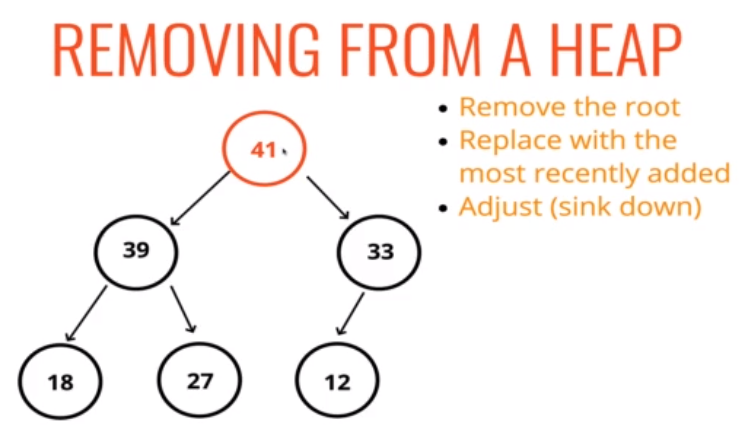 REMOVING FROM A HEAP
• Remove the root
• Replace with the
most recently added
• Adjust (sink down)
41
39
33
18
27
12